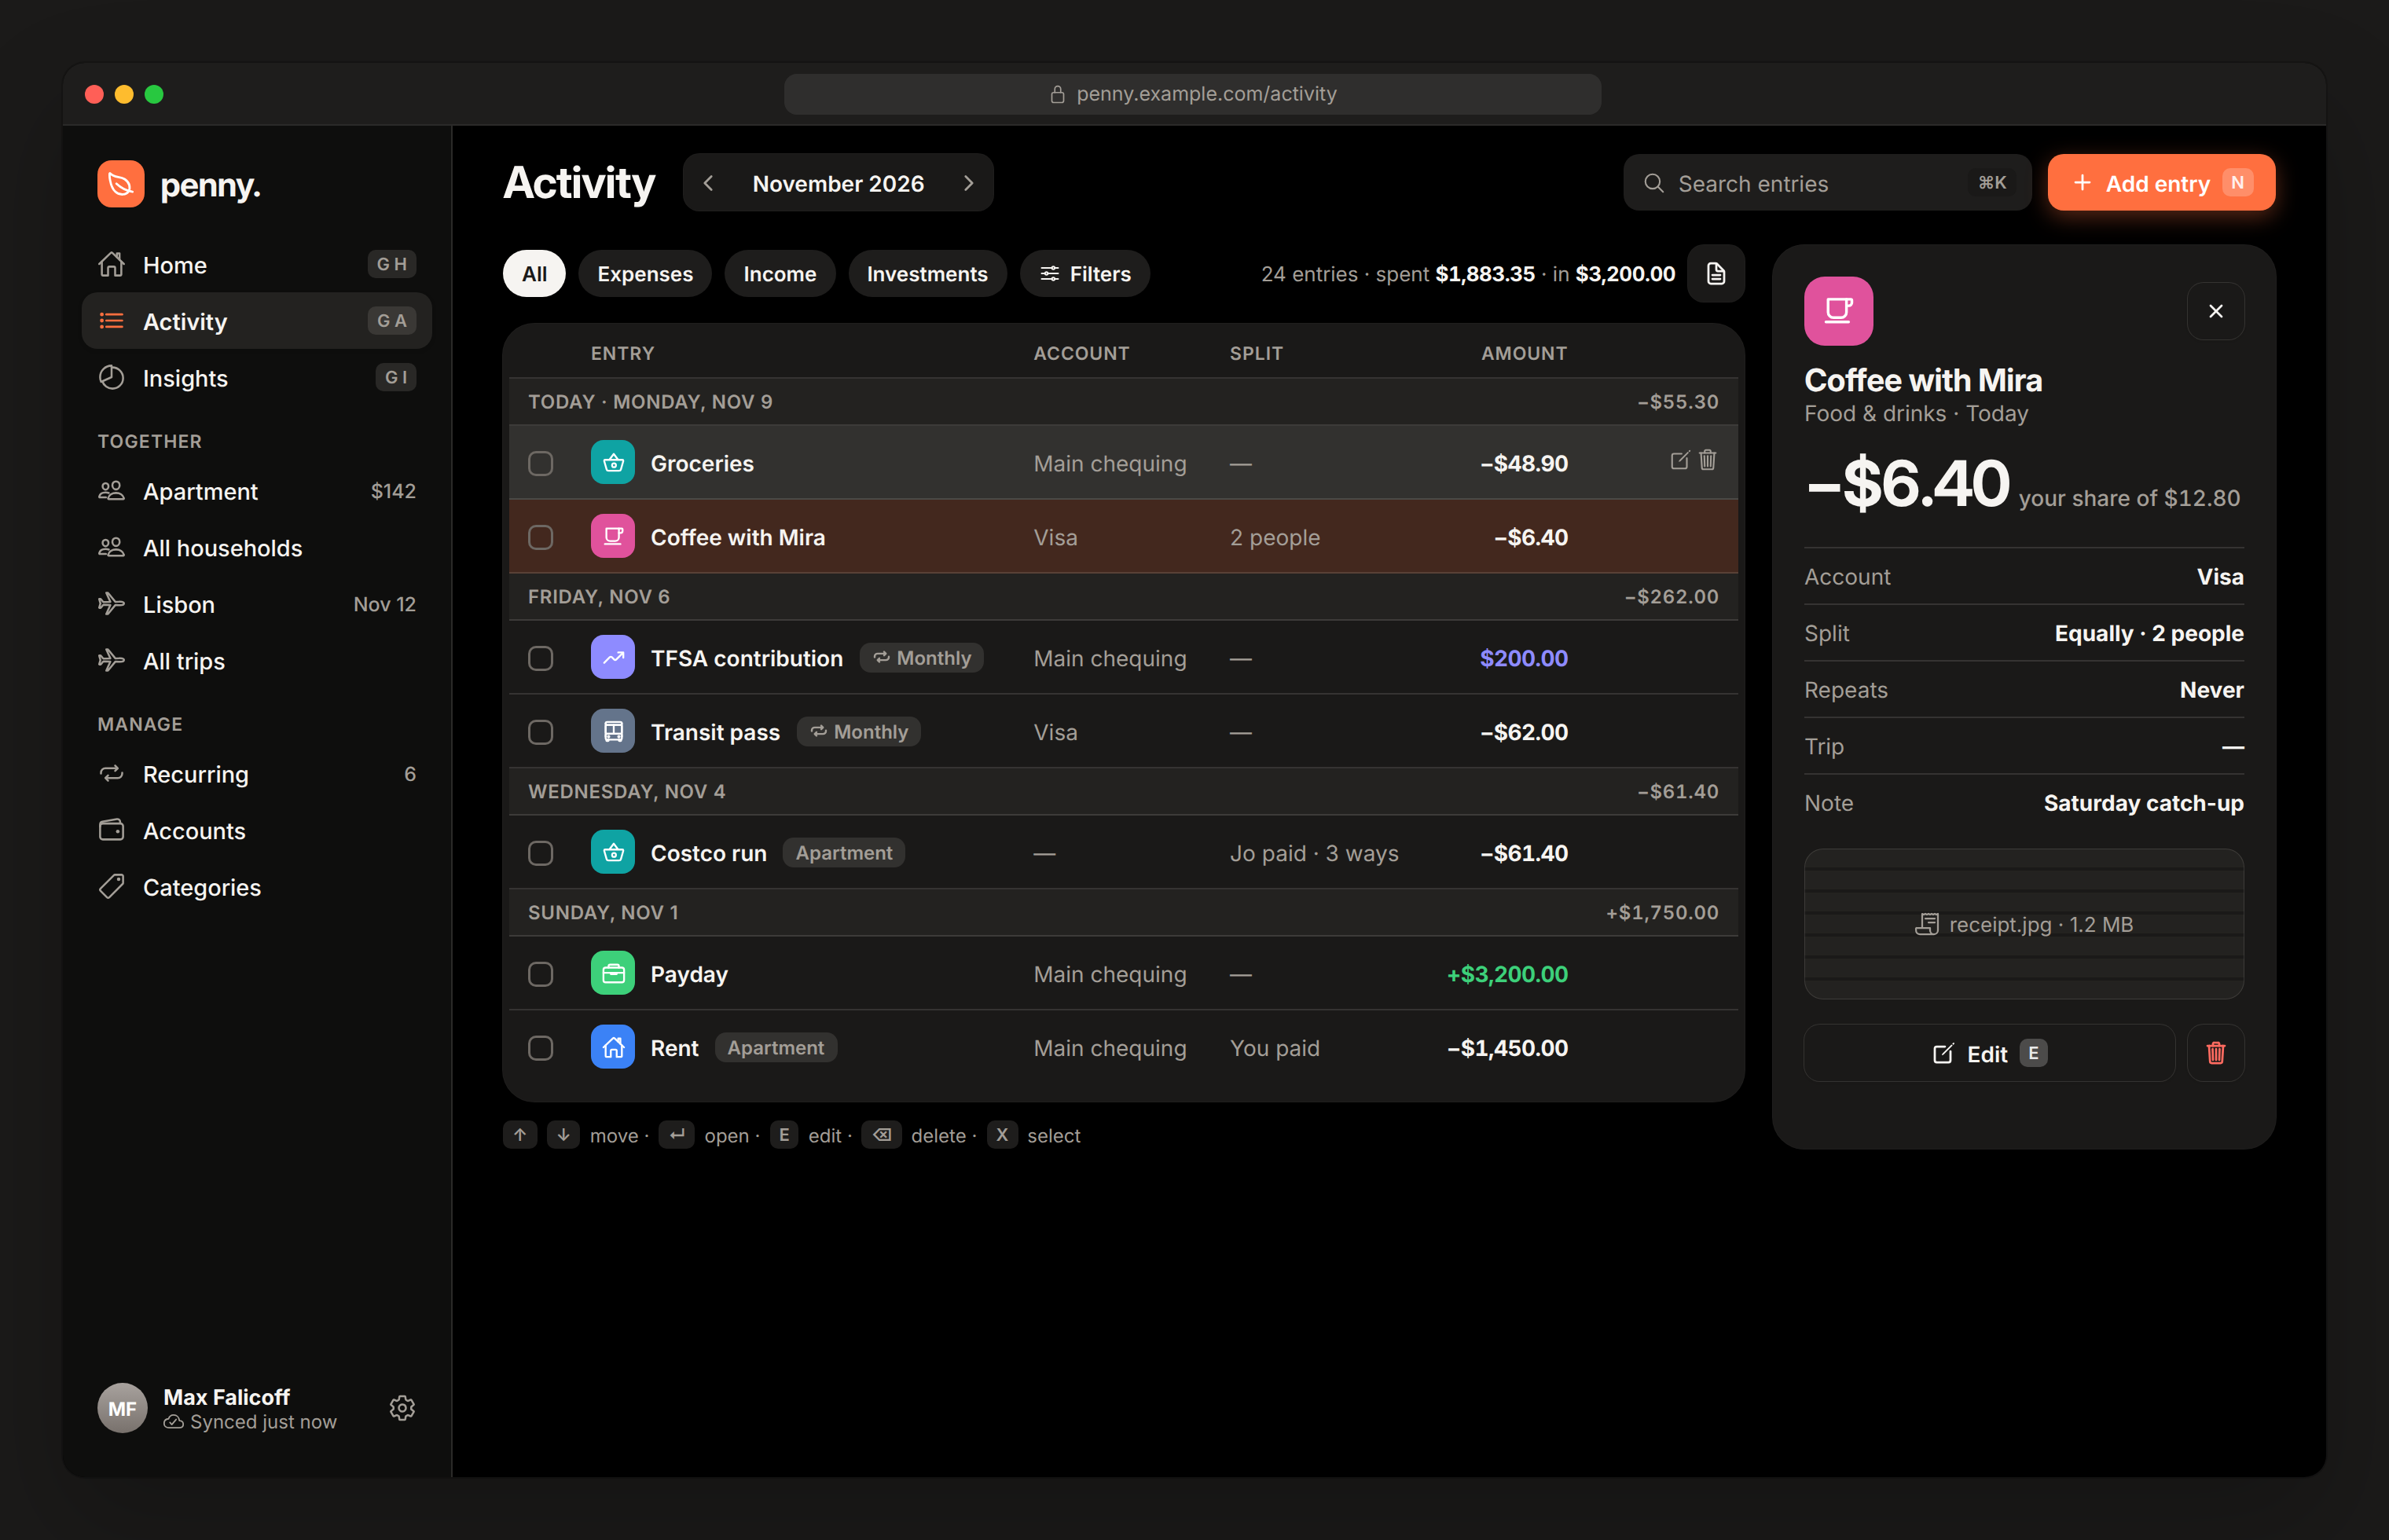 penny.example.com/activity
penny.
Home G H
Activity G A
Insights G I
TOGETHER
Apartment $142
All households
Lisbon Nov 12
All trips
MANAGE
Recurring 6
Accounts
Categories
MF
Max Falicoff
Synced just now
Activity
November 2026
Search entries ⌘K
+ Add entry N
All Expenses Income Investments Filters
24 entries · spent $1,883.35 · in $3,200.00
ENTRY ACCOUNT SPLIT AMOUNT
TODAY · MONDAY, NOV 9 −$55.30
Groceries Main chequing — −$48.90
Coffee with Mira Visa 2 people −$6.40
FRIDAY, NOV 6 −$262.00
TFSA contribution Monthly Main chequing — $200.00
Transit pass Monthly Visa — −$62.00
WEDNESDAY, NOV 4 −$61.40
Costco run Apartment — Jo paid · 3 ways −$61.40
SUNDAY, NOV 1 +$1,750.00
Payday Main chequing — +$3,200.00
Rent Apartment Main chequing You paid −$1,450.00
↑ ↓ move · ↵ open · E edit · ⌫ delete · X select
Coffee with Mira
Food & drinks · Today
−$6.40 your share of $12.80
Account Visa
Split Equally · 2 people
Repeats Never
Trip —
Note Saturday catch-up
receipt.jpg · 1.2 MB
Edit E